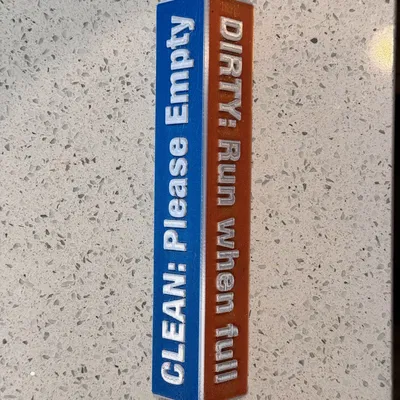 CLEAN: Please Empty
DIRTY: Run when full